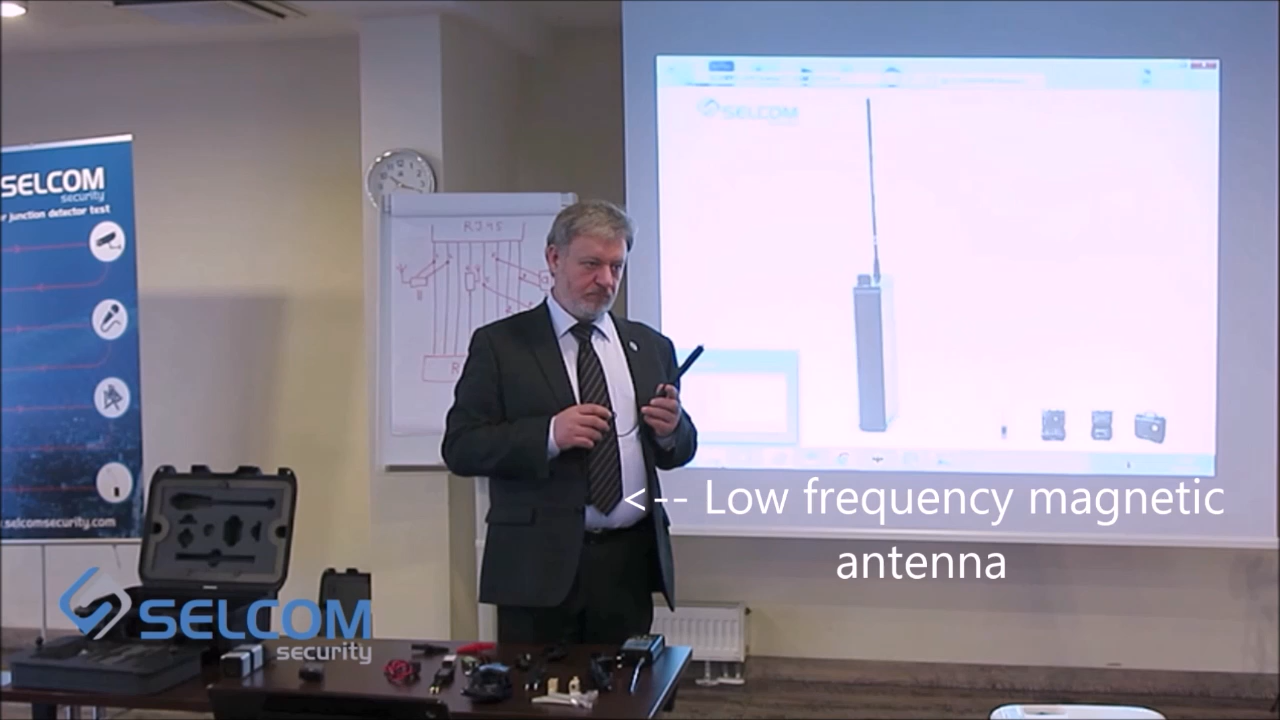 SELCOM
security
r junction detector test
.selcomsecurity.com
RJ45
R
SELCOM
<-- Low frequency magnetic
antenna
SELCOM
security